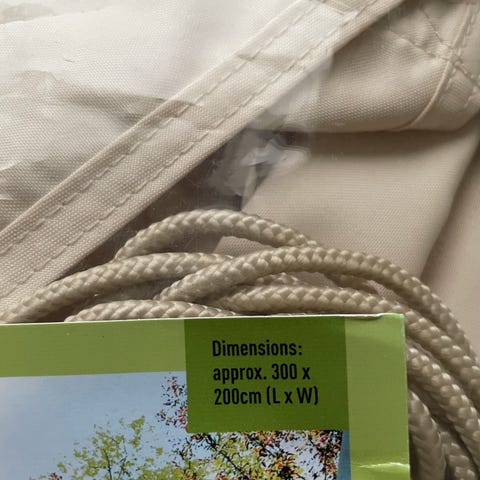 Dimensions:
approx. 300 x
200cm (L x W)